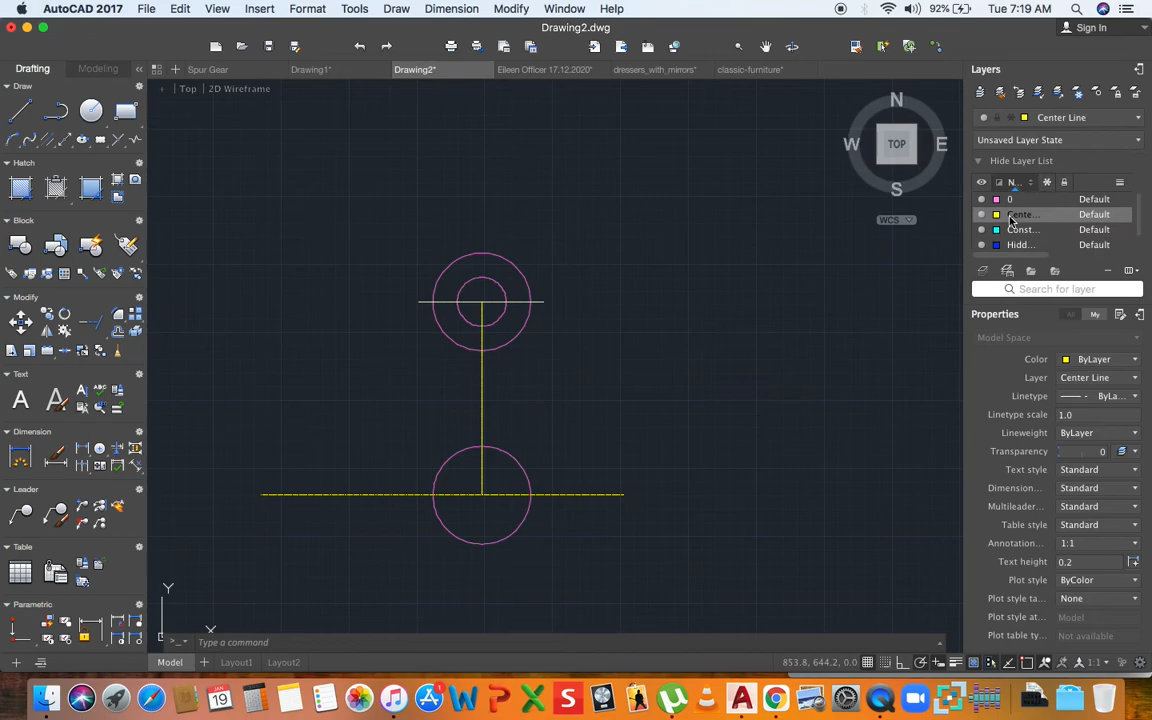 AutoCAD 2017 File Edit View Insert Format Tools Draw Dimension Modify Window Help 92% Tue 7:19 AM
Drawing2.dwg
Sign In
Drafting Modeling Spur Gear Drawing1* Drawing2* Eileen Officer 17.12.2020* dressers_with_mirrors* classic-furniture* Layers
Draw
Top 2D Wireframe
Center Line
Unsaved Layer State
Hatch
Hide Layer List
N...
0 Default
Cente... Default
Const... Default
Hidd... Default
Search for layer
N
W TOP E
S
WCS
Block
Modify
Text
Dimension
Leader
Table
Parametric
Properties
All My
Model Space
Color ByLayer
Layer Center Line
Linetype ByLa...
Linetype scale 1.0
Lineweight ByLayer
Transparency 0
Text style Standard
Dimension... Standard
Multileader... Standard
Table style Standard
Annotation... 1:1
Text height 0.2
Plot style ByColor
Plot style ta... None
Plot style at... Model
Plot table ty... Not available
Y
X
>_ Type a command
Model Layout1 Layout2 853.8, 644.2, 0.00 1:1
JAN
19